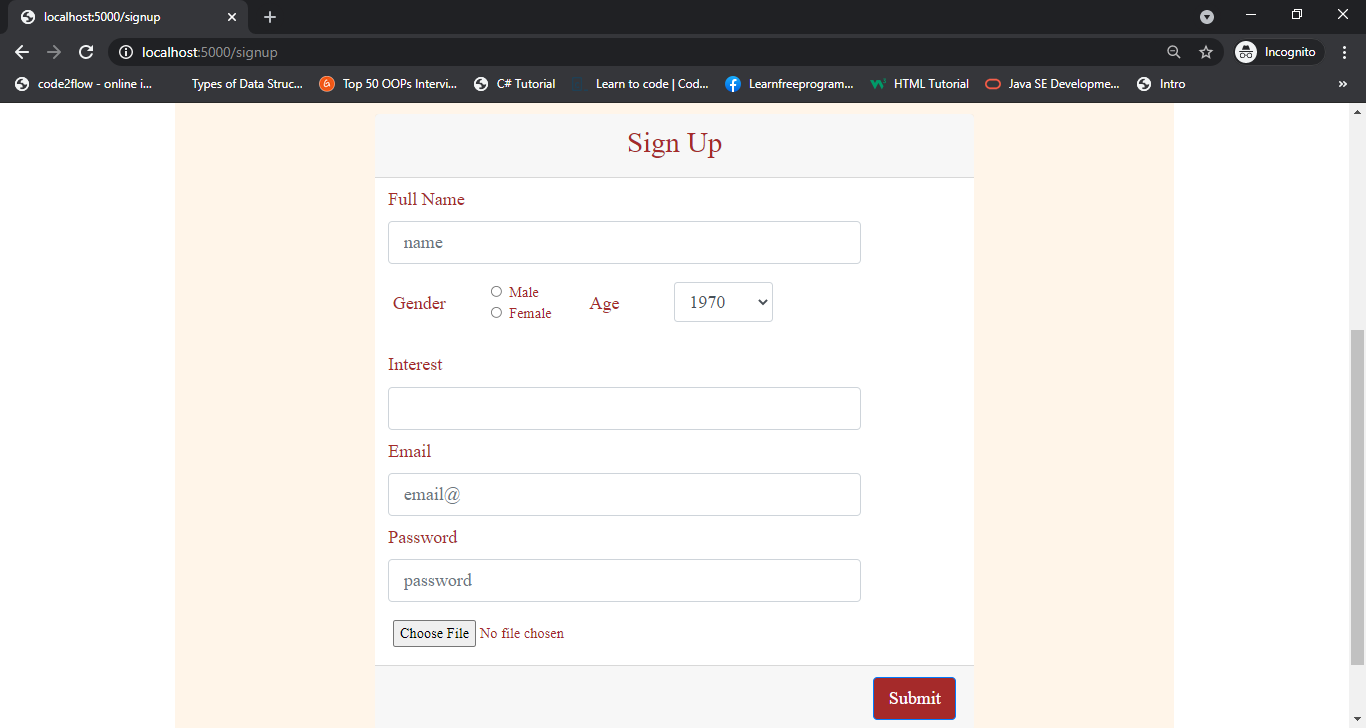 localhost:5000/signup
localhost:5000/signup
Incognito
code2flow - online i... Types of Data Struc... Top 50 OOPs Intervi... C# Tutorial Learn to code | Cod... Learnfreeprogram... HTML Tutorial Java SE Developme... Intro »
Sign Up
Full Name
name
Gender Male Female Age 1970
Interest
Email
email@
Password
password
Choose File No file chosen
Submit